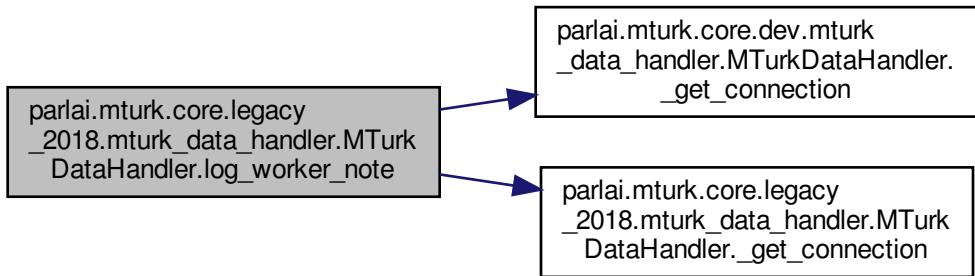 parlai.mturk.core.dev.mturk
_data_handler.MTurkDataHandler.
_get_connection
parlai.mturk.core.legacy
_2018.mturk_data_handler.MTurk
DataHandler.log_worker_note
parlai.mturk.core.legacy
_2018.mturk_data_handler.MTurk
DataHandler._get_connection